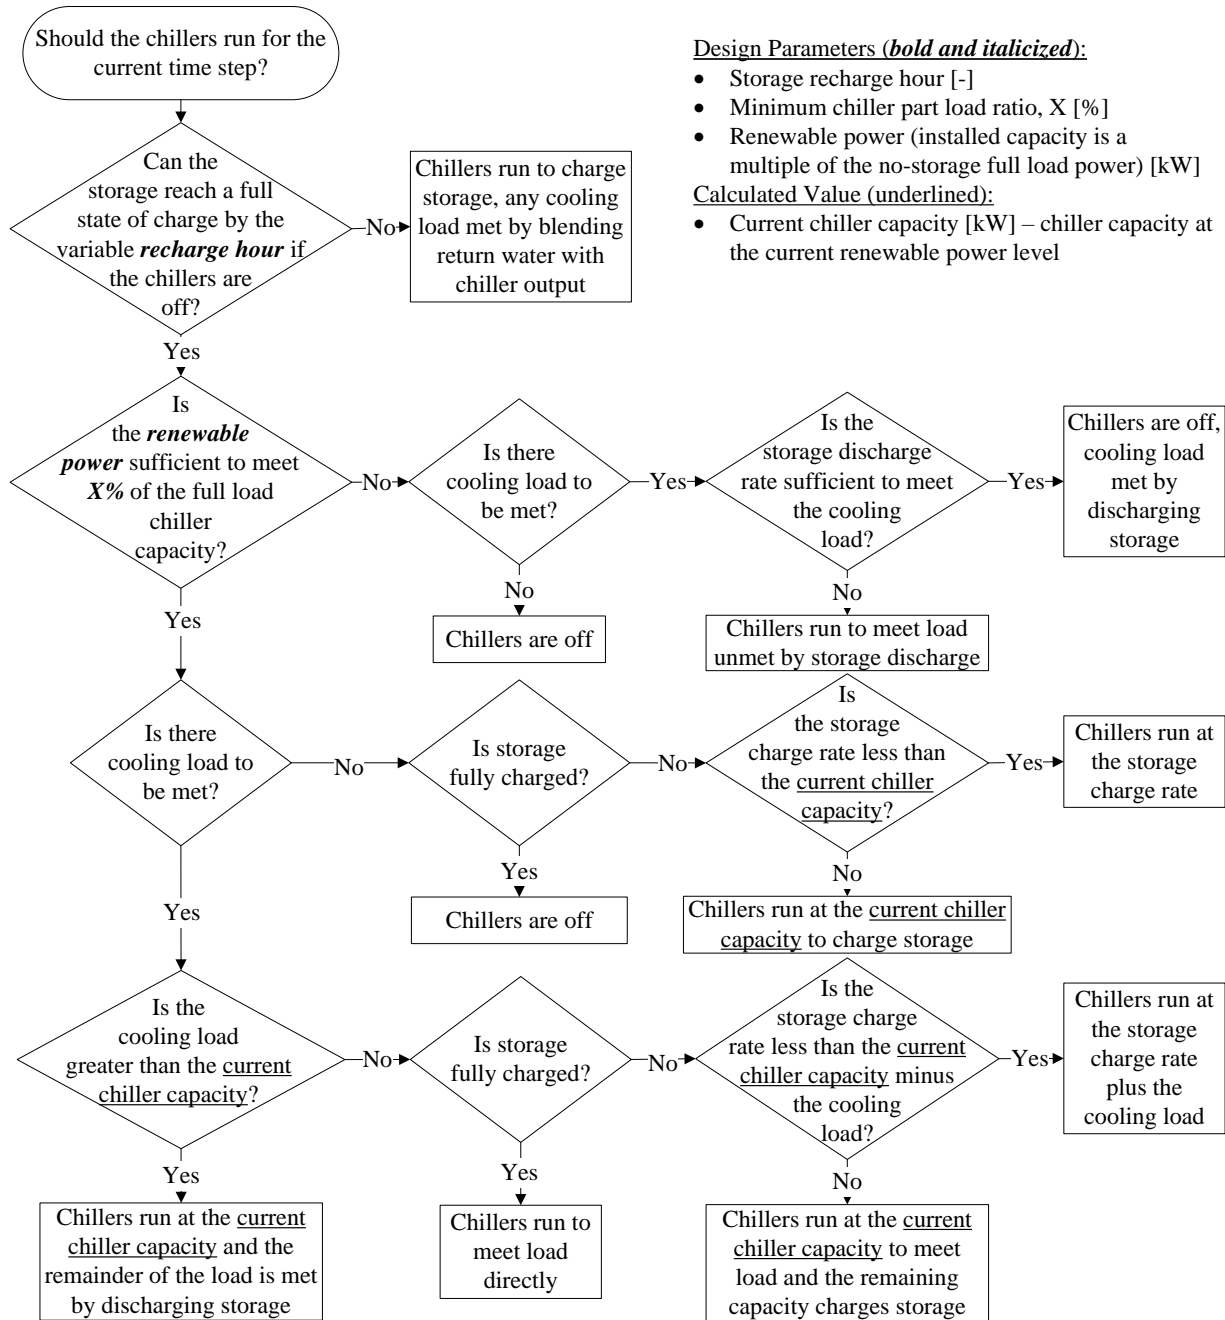 Should the chillers run for the
current time step?
Design Parameters (bold and italicized):
• Storage recharge hour [-]
• Minimum chiller part load ratio, X [%]
• Renewable power (installed capacity is a
multiple of the no-storage full load power) [kW]
Calculated Value (underlined):
• Current chiller capacity [kW] – chiller capacity at
the current renewable power level
Can the
storage reach a full
state of charge by the
variable recharge hour if
the chillers are
off?
No
Chillers run to charge
storage, any cooling
load met by blending
return water with
chiller output
Yes
Is
the renewable
power sufficient to meet
X% of the full load
chiller
capacity?
No
Is there
cooling load to
be met?
Yes
Is the
storage discharge
rate sufficient to meet
the cooling
load?
Yes
Chillers are off,
cooling load
met by
discharging
storage
No
Chillers are off
No
Chillers run to meet load
unmet by storage discharge
Yes
Is there
cooling load to
be met?
No
Is storage
fully charged?
No
Is
the storage
charge rate less than
the current chiller
capacity?
Yes
Chillers run at
the storage
charge rate
Yes
Chillers are off
No
Chillers run at the current chiller
capacity to charge storage
Yes
Is the
cooling load
greater than the current
chiller capacity?
No
Is storage
fully charged?
No
Is the
storage charge
rate less than the current
chiller capacity minus
the cooling
load?
Yes
Chillers run at
the storage
charge rate
plus the
cooling load
Yes
Chillers run at the current
chiller capacity and the
remainder of the load is met
by discharging storage
Yes
Chillers run to
meet load
directly
No
Chillers run at the current
chiller capacity to meet
load and the remaining
capacity charges storage